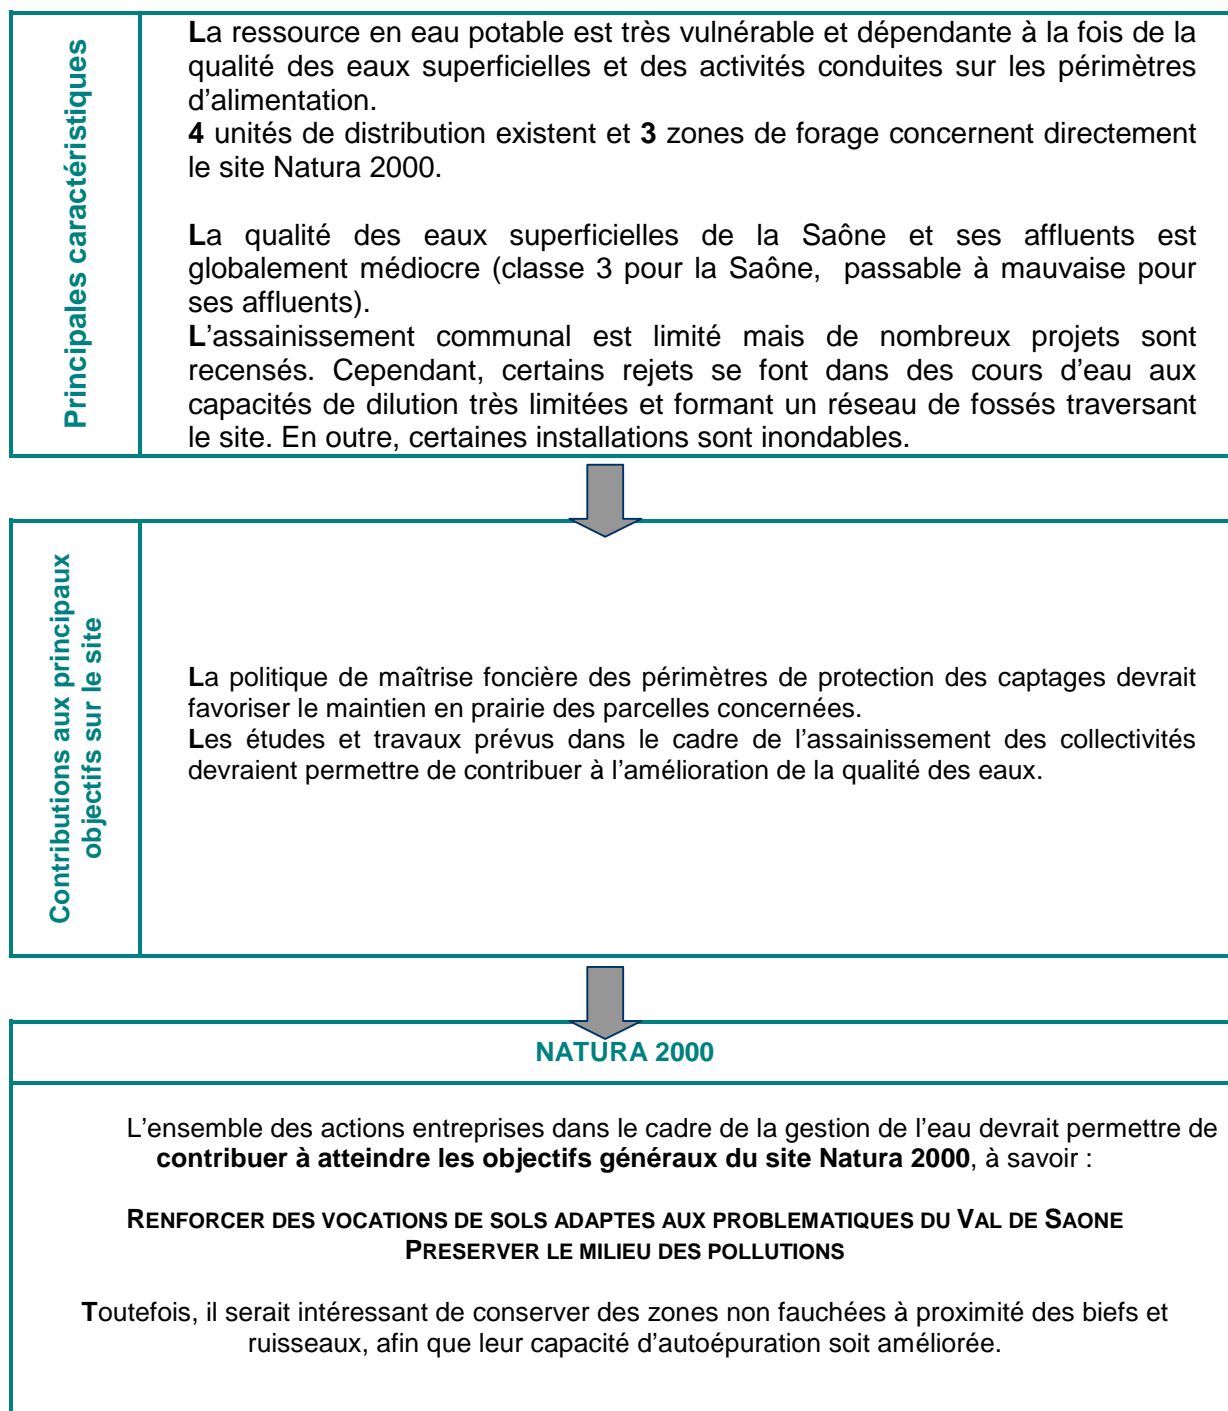 Principales caractéristiques
La ressource en eau potable est très vulnérable et dépendante à la fois de la
qualité des eaux superficielles et des activités conduites sur les périmètres
d'alimentation.
4 unités de distribution existent et 3 zones de forage concernent directement
le site Natura 2000.
La qualité des eaux superficielles de la Saône et ses affluents est
globalement médiocre (classe 3 pour la Saône, passable à mauvaise pour
ses affluents).
L'assainissement communal est limité mais de nombreux projets sont
recensés. Cependant, certains rejets se font dans des cours d'eau aux
capacités de dilution très limitées et formant un réseau de fossés traversant
le site. En outre, certaines installations sont inondables.
Contributions aux principaux
objectifs sur le site
La politique de maîtrise foncière des périmètres de protection des captages devrait
favoriser le maintien en prairie des parcelles concernées.
Les études et travaux prévus dans le cadre de l'assainissement des collectivités
devraient permettre de contribuer à l'amélioration de la qualité des eaux.
NATURA 2000
L'ensemble des actions entreprises dans le cadre de la gestion de l'eau devrait permettre de
contribuer à atteindre les objectifs généraux du site Natura 2000, à savoir :
RENFORCER DES VOCATIONS DE SOLS ADAPTES AUX PROBLEMATIQUES DU VAL DE SAONE
PRESERVER LE MILIEU DES POLLUTIONS
Toutefois, il serait intéressant de conserver des zones non fauchées à proximité des biefs et
ruisseaux, afin que leur capacité d'autoépuration soit améliorée.